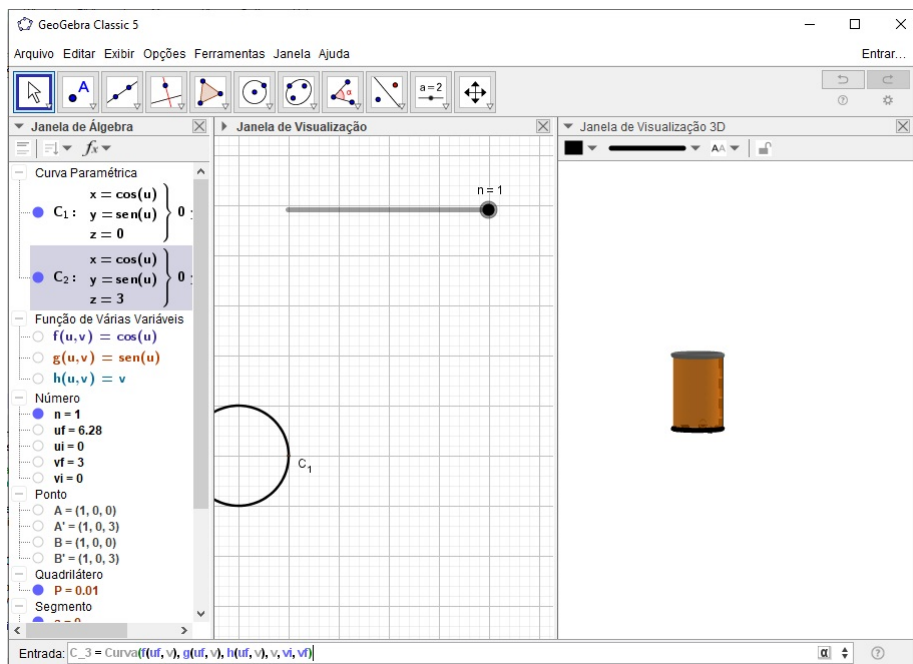 GeoGebra Classic 5
Arquivo Editar Exibir Opções Ferramentas Janela Ajuda
Entrar...
A
α
a = 2
Janela de Álgebra
fx
Curva Paramétrica
x = cos(u)
C₁ : y = sen(u) } 0
z = 0
x = cos(u)
C₂ : y = sen(u) } 0
z = 3
Função de Várias Variáveis
f(u,v) = cos(u)
g(u,v) = sen(u)
h(u,v) = v
Número
n = 1
uf = 6.28
ui = 0
vf = 3
vi = 0
Ponto
A = (1, 0, 0)
A' = (1, 0, 3)
B = (1, 0, 0)
B' = (1, 0, 3)
Quadrilátero
P = 0.01
Segmento
Janela de Visualização
n = 1
C₁
Janela de Visualização 3D
AA
Entrada: C_3 = Curva(f(uf, v), g(uf, v), h(uf, v), v, vi, vf)
α